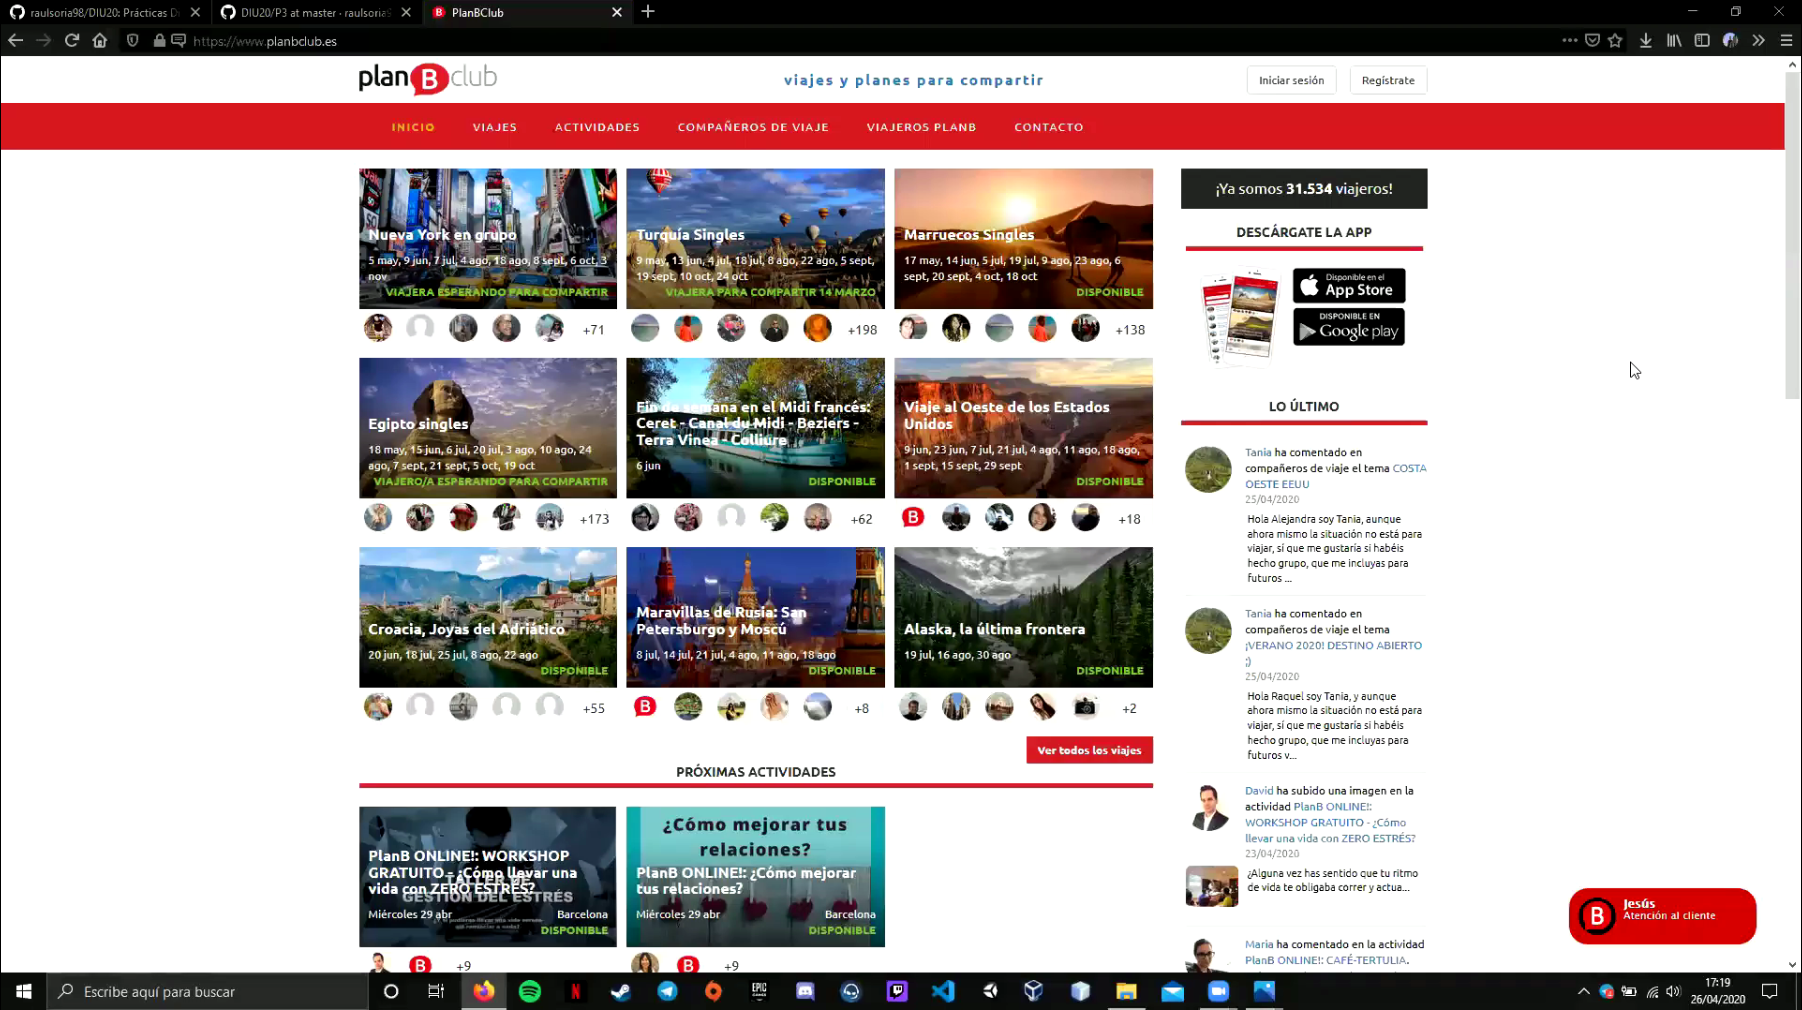 raulsoria98/DIU20: Prácticas D
DIU20/P3 at master · raulsoria9
PlanBClub
https://www.planbclub.es
plan B club
viajes y planes para compartir
Iniciar sesión
Regístrate
INICIO
VIAJES
ACTIVIDADES
COMPAÑEROS DE VIAJE
VIAJEROS PLANB
CONTACTO
Nueva York en grupo
5 may, 9 jun, 7 jul, 4 ago, 18 ago, 8 sept, 6 oct, 3
nov
VIAJERA ESPERANDO PARA COMPARTIR
+71
Turquía Singles
9 may, 13 jun, 4 jul, 18 jul, 8 ago, 22 ago, 5 sept,
19 sept, 10 oct, 24 oct
VIAJERA PARA COMPARTIR 14 MARZO
+198
Marruecos Singles
17 may, 14 jun, 5 jul, 19 jul, 9 ago, 23 ago, 6
sept, 20 sept, 4 oct, 18 oct
DISPONIBLE
+138
Egipto singles
18 may, 15 jun, 6 jul, 20 jul, 3 ago, 10 ago, 24
ago, 7 sept, 21 sept, 5 oct, 19 oct
VIAJERO/A ESPERANDO PARA COMPARTIR
+173
Fin de semana en el Midi francés:
Ceret - Canal du Midi - Beziers -
Terra Vinea - Colliure
6 jun
DISPONIBLE
+62
Viaje al Oeste de los Estados
Unidos
9 jun, 23 jun, 7 jul, 21 jul, 4 ago, 11 ago, 18 ago,
1 sept, 15 sept, 29 sept
DISPONIBLE
B
+18
Croacia, Joyas del Adriático
20 jun, 18 jul, 25 jul, 8 ago, 22 ago
DISPONIBLE
+55
Maravillas de Rusia: San
Petersburgo y Moscú
8 jul, 14 jul, 21 jul, 4 ago, 11 ago, 18 ago
DISPONIBLE
B
+8
Alaska, la última frontera
19 jul, 16 ago, 30 ago
DISPONIBLE
+2
Ver todos los viajes
PRÓXIMAS ACTIVIDADES
PlanB ONLINE!: WORKSHOP
GRATUITO - ¿Cómo llevar una
vida con ZERO ESTRÉS?
TALLER DE
GESTIÓN DEL ESTRÉS
Miércoles 29 abr
Barcelona
DISPONIBLE
B
+9
¿Cómo mejorar tus
relaciones?
PlanB ONLINE!: ¿Cómo mejorar
tus relaciones?
Miércoles 29 abr
Barcelona
DISPONIBLE
B
+9
¡Ya somos 31.534 viajeros!
DESCÁRGATE LA APP
Disponible en el
App Store
DISPONIBLE EN
Google play
LO ÚLTIMO
Tania ha comentado en
compañeros de viaje el tema COSTA
OESTE EEUU
25/04/2020
Hola Alejandra soy Tania, aunque
ahora mismo la situación no está para
viajar, sí que me gustaría si habéis
hecho grupo, que me incluyas para
futuros ...
Tania ha comentado en
compañeros de viaje el tema
¡VERANO 2020! DESTINO ABIERTO
;)
25/04/2020
Hola Raquel soy Tania, y aunque
ahora mismo la situación no está para
viajar, sí que me gustaría si habéis
hecho grupo, que me incluyas para
futuros v...
David ha subido una imagen en la
actividad PlanB ONLINE!:
WORKSHOP GRATUITO - ¿Cómo
llevar una vida con ZERO ESTRÉS?
23/04/2020
¿Alguna vez has sentido que tu ritmo
de vida te obligaba correr y actua...
Maria ha comentado en la actividad
PlanB ONLINE!: CAFÉ-TERTULIA.
B
Jesús
Atención al cliente
Escribe aquí para buscar
EPIC
GAMES
17:19
26/04/2020